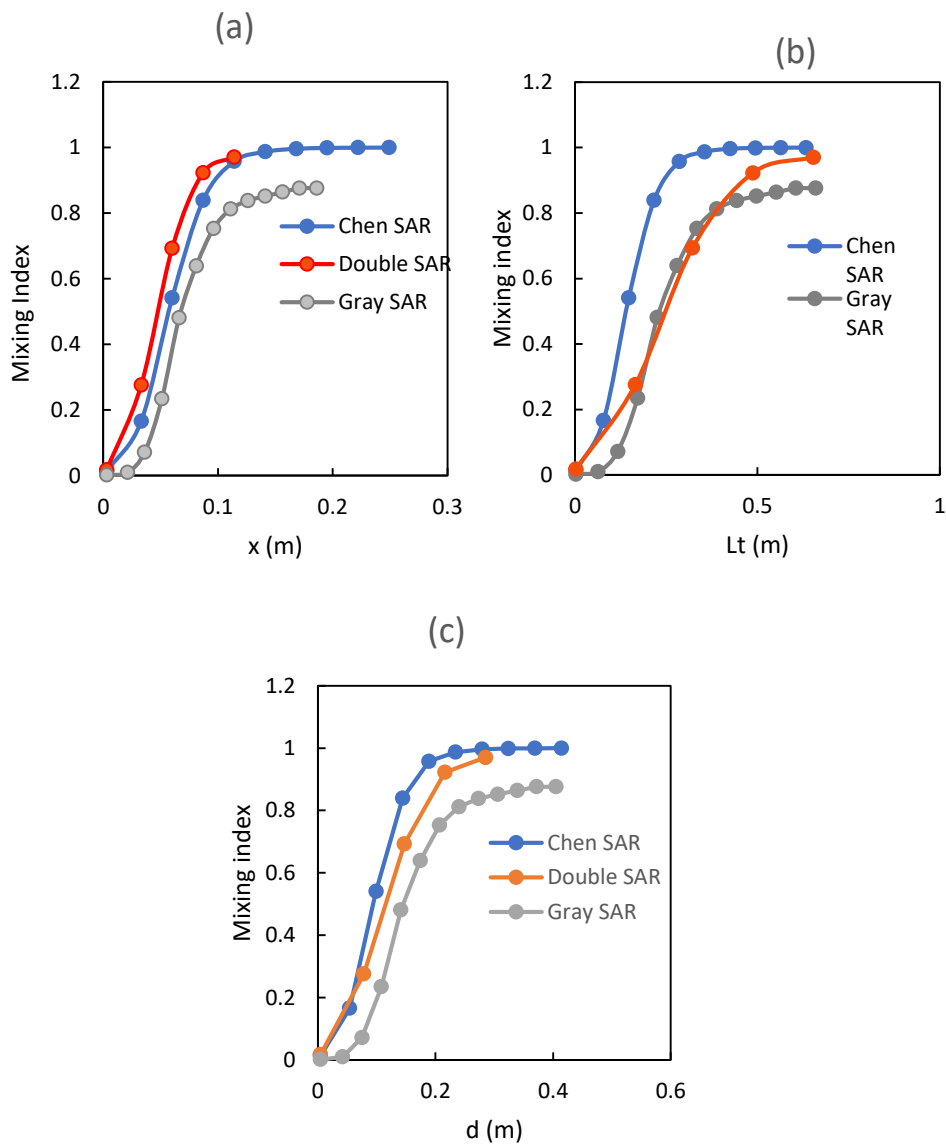 (a)
1.2
1
0.8
0.6
0.4
0.2
0
Mixing Index
0
0.1
0.2
0.3
x (m)
Chen SAR
Double SAR
Gray SAR
(b)
1.2
1
0.8
0.6
0.4
0.2
0
Mixing index
0
0.5
1
Lt (m)
Chen
SAR
Gray
SAR
(c)
1.2
1
0.8
0.6
0.4
0.2
0
Mixing index
0
0.2
0.4
0.6
d (m)
Chen SAR
Double SAR
Gray SAR